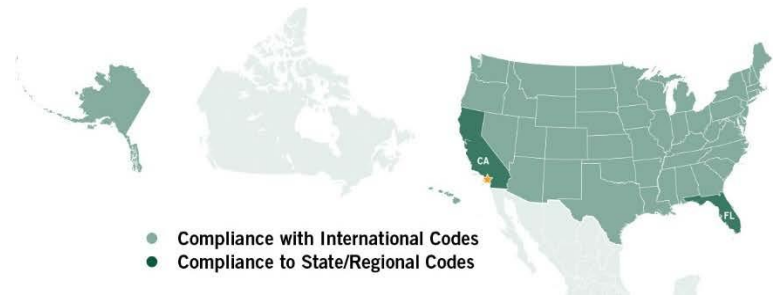 CA
FL
Compliance with International Codes
Compliance to State/Regional Codes